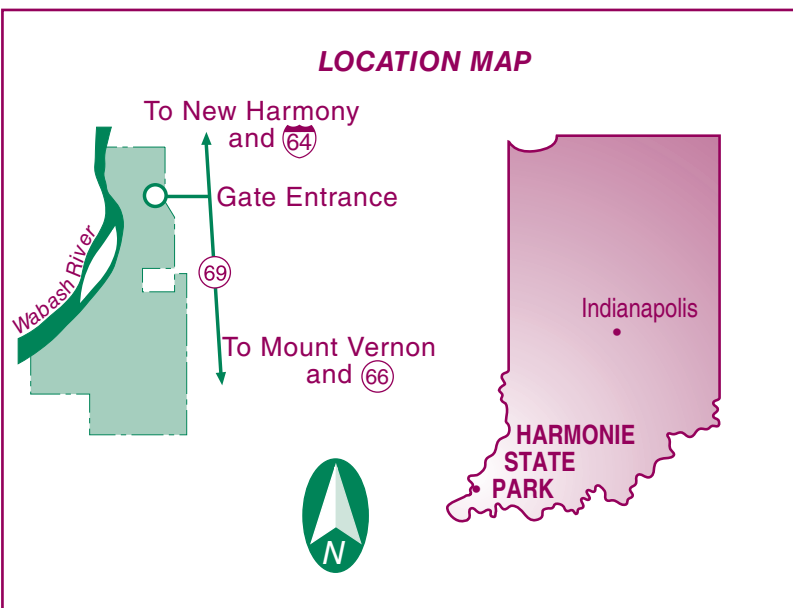 LOCATION MAP
To New Harmony
and 64
Gate Entrance
Wabash River
69
To Mount Vernon
and 66
Indianapolis
HARMONIE
STATE
PARK
N